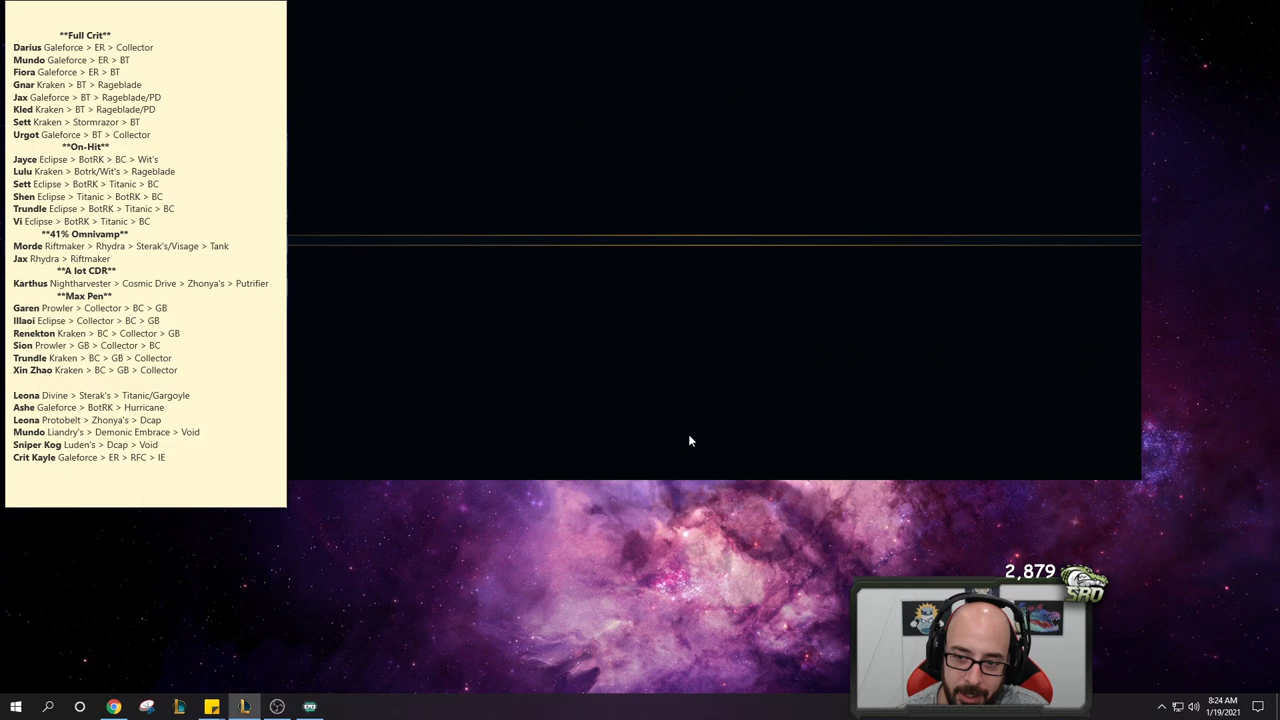 **Full Crit**
Darius Galeforce > ER > Collector
Mundo Galeforce > ER > BT
Fiora Galeforce > ER > BT
Gnar Kraken > BT > Rageblade
Jax Galeforce > BT > Rageblade/PD
Kled Kraken > BT > Rageblade/PD
Sett Kraken > Stormrazor > BT
Urgot Galeforce > BT > Collector
**On-Hit**
Jayce Eclipse > BotRK > BC > Wit's
Lulu Kraken > Botrk/Wit's > Rageblade
Sett Eclipse > BotRK > Titanic > BC
Shen Eclipse > Titanic > BotRK > BC
Trundle Eclipse > BotRK > Titanic > BC
Vi Eclipse > BotRK > Titanic > BC
**41% Omnivamp**
Morde Riftmaker > Rhydra > Sterak's/Visage > Tank
Jax Rhydra > Riftmaker
**A lot CDR**
Karthus Nightharvester > Cosmic Drive > Zhonya's > Putrifier
**Max Pen**
Garen Prowler > Collector > BC > GB
Illaoi Eclipse > Collector > BC > GB
Renekton Kraken > BC > Collector > GB
Sion Prowler > GB > Collector > BC
Trundle Kraken > BC > GB > Collector
Xin Zhao Kraken > BC > GB > Collector
Leona Divine > Sterak's > Titanic/Gargoyle
Ashe Galeforce > BotRK > Hurricane
Leona Protobelt > Zhonya's > Dcap
Mundo Liandry's > Demonic Embrace > Void
Sniper Kog Luden's > Dcap > Void
Crit Kayle Galeforce > ER > RFC > IE
2,879
SRO
8:24 AM
1/19/2021